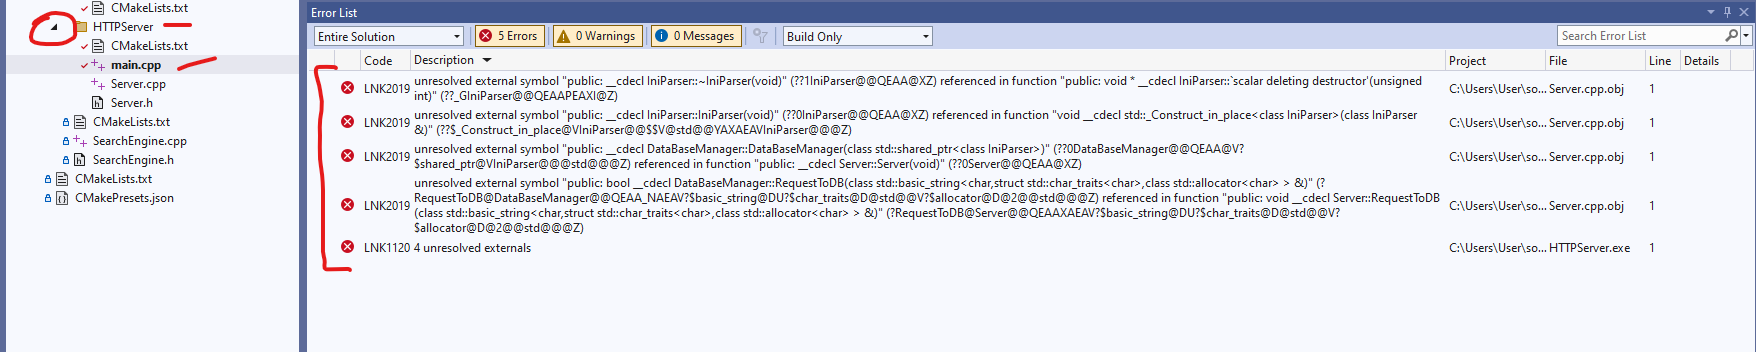 CMakeLists.txt
HTTPServer
CMakeLists.txt
main.cpp
Server.cpp
Server.h
CMakeLists.txt
SearchEngine.cpp
SearchEngine.h
CMakeLists.txt
CMakePresets.json
Error List
Entire Solution 5 Errors 0 Warnings 0 Messages Build Only Search Error List
Code Description Project File Line Details
LNK2019 unresolved external symbol "public: __cdecl IniParser::~IniParser(void)" (??1IniParser@@QEAA@XZ) referenced in function "public: void * __cdecl IniParser::`scalar deleting destructor'(unsigned
int)" (??_GIniParser@@QEAAPEAXI@Z) C:\Users\User\so... Server.cpp.obj 1
LNK2019 unresolved external symbol "public: __cdecl IniParser::IniParser(void)" (??0IniParser@@QEAA@XZ) referenced in function "void __cdecl std::_Construct_in_place<class IniParser>(class IniParser
&)" (??$_Construct_in_place@VIniParser@@$$V@std@@YAXAEAVIniParser@@@Z) C:\Users\User\so... Server.cpp.obj 1
LNK2019 unresolved external symbol "public: __cdecl DataBaseManager::DataBaseManager(class std::shared_ptr<class IniParser>)" (??0DataBaseManager@@QEAA@V?
$shared_ptr@VIniParser@@@std@@@Z) referenced in function "public: __cdecl Server::Server(void)" (??0Server@@QEAA@XZ) C:\Users\User\so... Server.cpp.obj 1
unresolved external symbol "public: bool __cdecl DataBaseManager::RequestToDB(class std::basic_string<char,struct std::char_traits<char>,class std::allocator<char> > &)" (?
LNK2019 RequestToDB@DataBaseManager@@QEAA_NAEAV?$basic_string@DU?$char_traits@D@std@@V?$allocator@D@2@@std@@@Z) referenced in function "public: void __cdecl Server::RequestToDB
(class std::basic_string<char,struct std::char_traits<char>,class std::allocator<char> > &)" (?RequestToDB@Server@@QEAAXAEAV?$basic_string@DU?$char_traits@D@std@@V? C:\Users\User\so... Server.cpp.obj 1
$allocator@D@2@@std@@@Z)
LNK1120 4 unresolved externals C:\Users\User\so... HTTPServer.exe 1